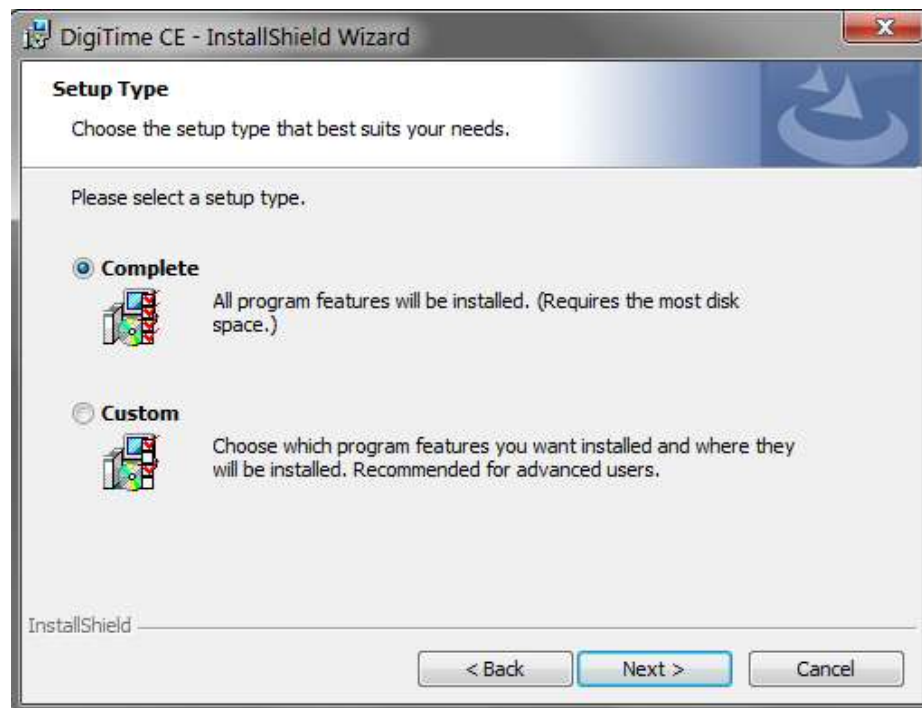 DigiTime CE - InstallShield Wizard
Setup Type
Choose the setup type that best suits your needs.
Please select a setup type.
Complete
All program features will be installed. (Requires the most disk
space.)
Custom
Choose which program features you want installed and where they
will be installed. Recommended for advanced users.
InstallShield
< Back Next > Cancel